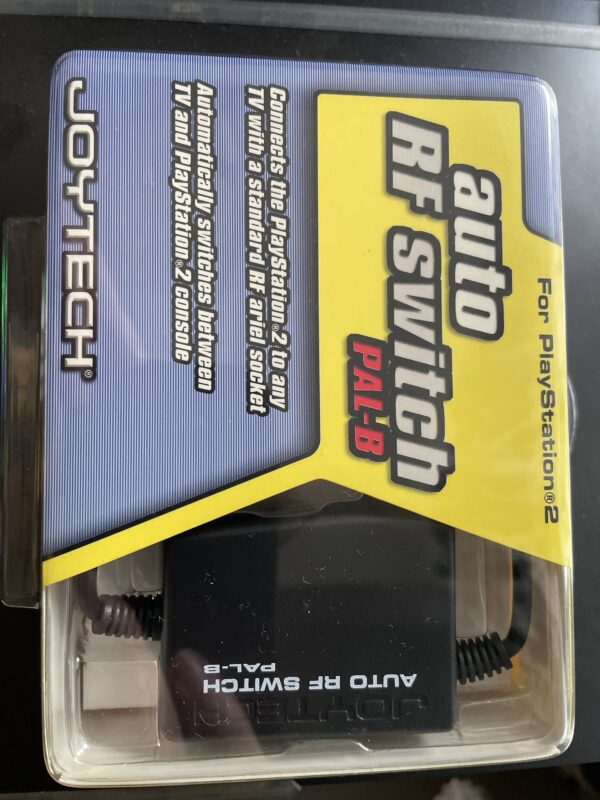 For PlayStation®2
auto
RF switch
PAL-B
Connects the PlayStation®2 to any
TV with a standard RF ariel socket
Automatically switches between
TV and PlayStation®2 console
JOYTECH®
JOYTECH
AUTO RF SWITCH
PAL-B